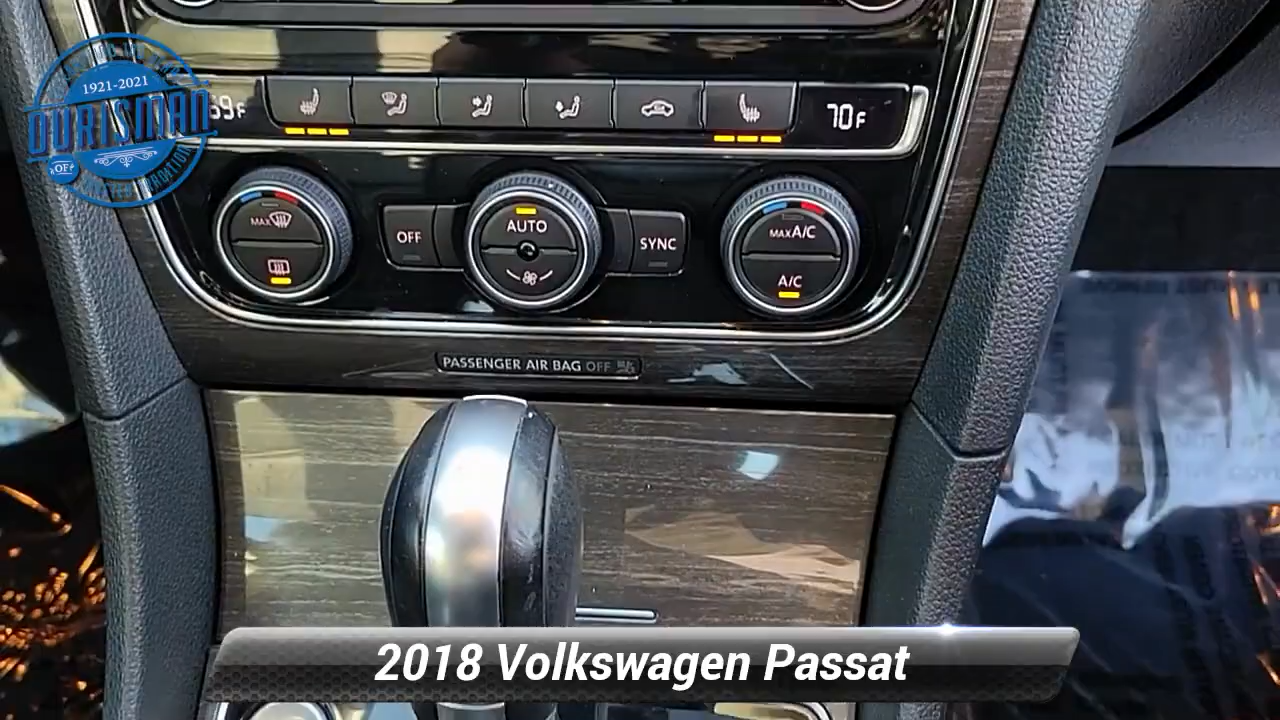 1921-2021
OURISMAN
69F
70F
MAX
OFF
AUTO
SYNC
MAX A/C
A/C
PASSENGER AIR BAG OFF
2018 Volkswagen Passat